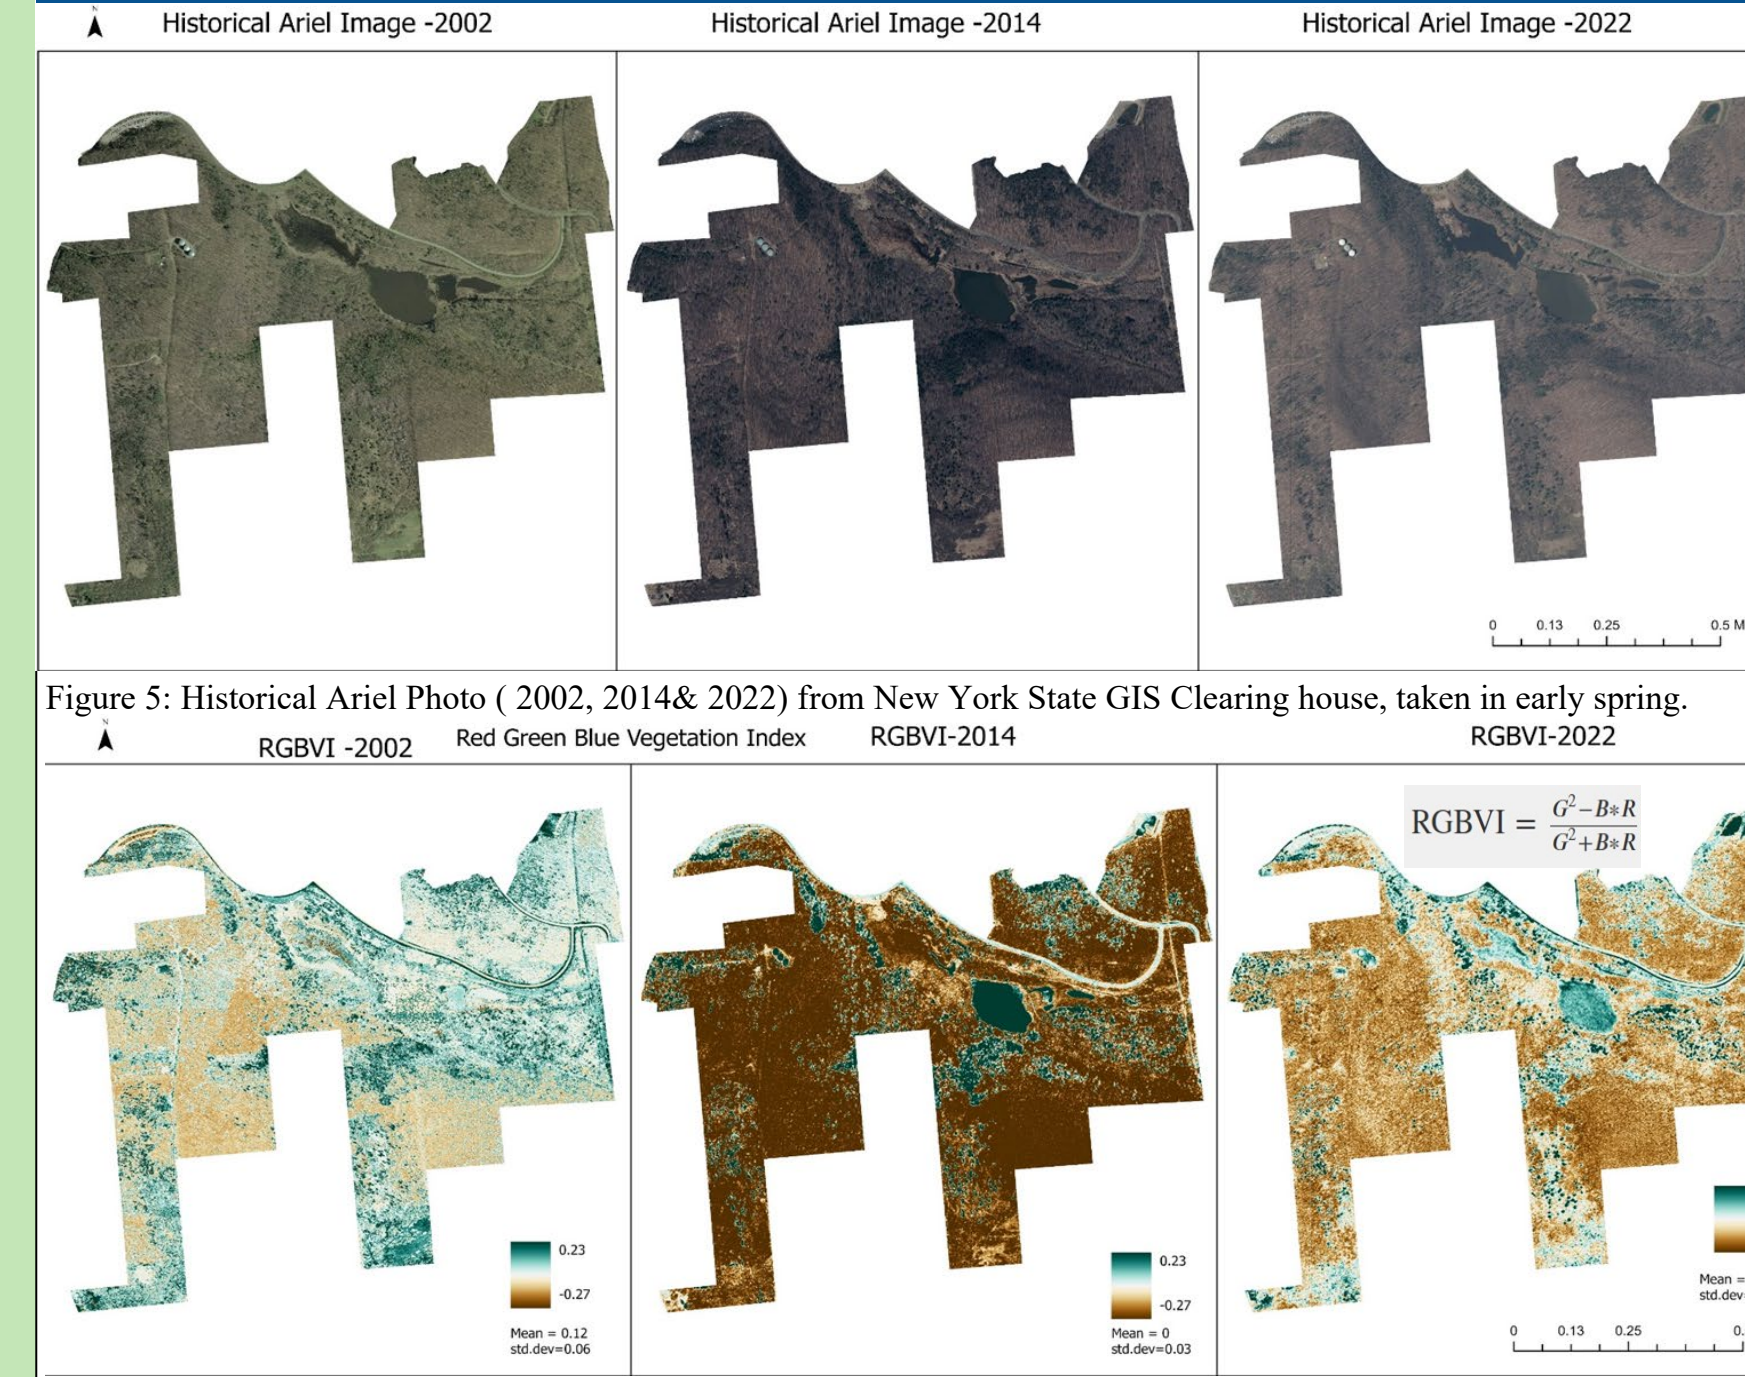 N
Historical Ariel Image -2002
Historical Ariel Image -2014
Historical Ariel Image -2022
0 0.13 0.25 0.5 M
Figure 5: Historical Ariel Photo ( 2002, 2014& 2022) from New York State GIS Clearing house, taken in early spring.
N
RGBVI -2002
Red Green Blue Vegetation Index
RGBVI-2014
RGBVI-2022
RGBVI = G²−B∗R / G²+B∗R
0.23
-0.27
Mean = 0.12
std.dev=0.06
0.23
-0.27
Mean = 0
std.dev=0.03
Mean =
std.dev=
0 0.13 0.25 0.